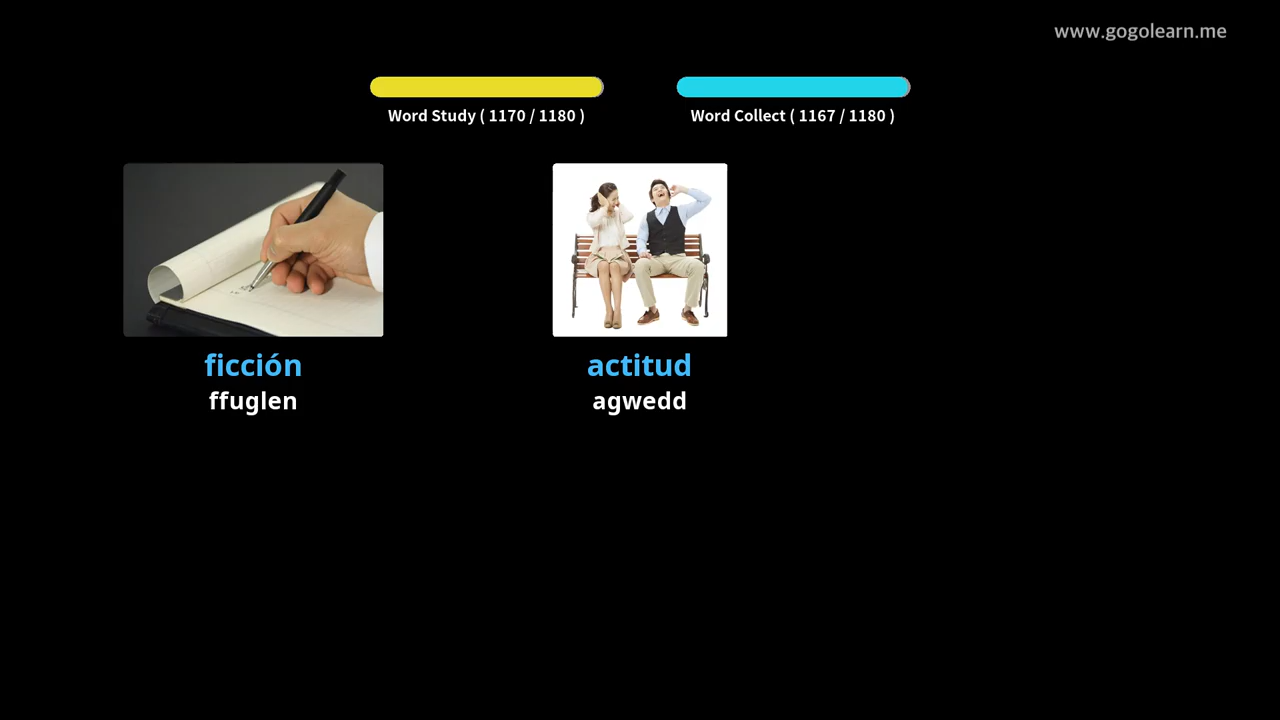 www.gogolearn.me
Word Study ( 1170 / 1180 )
Word Collect ( 1167 / 1180 )
ficción
ffuglen
actitud
agwedd